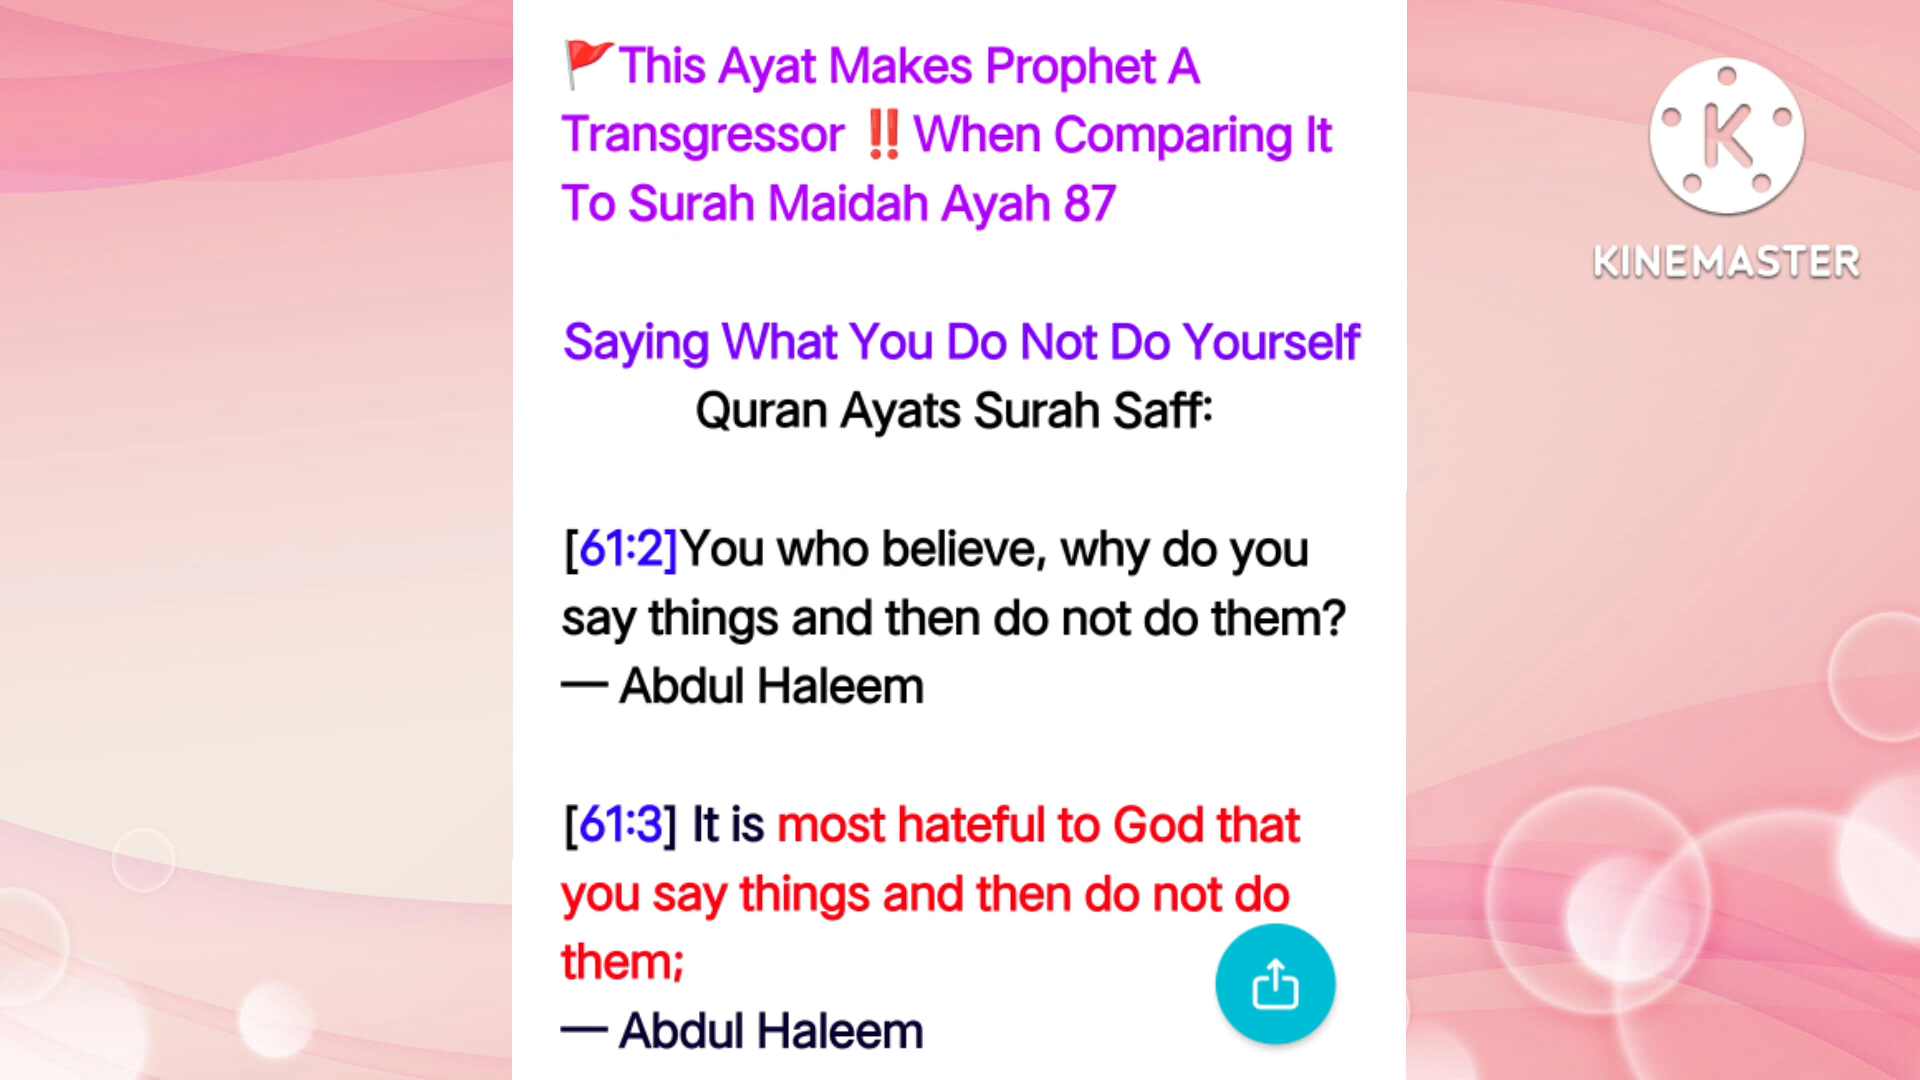 🚩This Ayat Makes Prophet A
Transgressor ‼️When Comparing It
To Surah Maidah Ayah 87
Saying What You Do Not Do Yourself
Quran Ayats Surah Saff:
[61:2]You who believe, why do you
say things and then do not do them?
— Abdul Haleem
[61:3] It is most hateful to God that
you say things and then do not do
them;
— Abdul Haleem
K
KINEMASTER